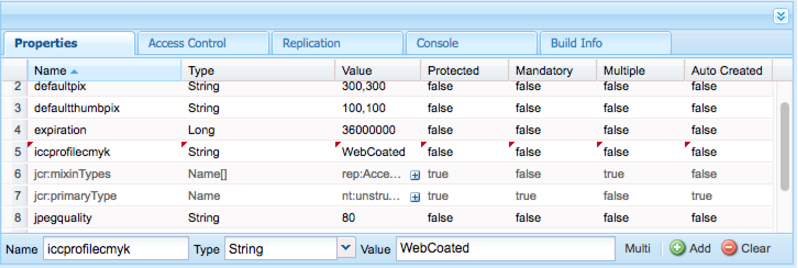 Properties Access Control Replication Console Build Info
Name Type Value Protected Mandatory Multiple Auto Created
2 defaultpix String 300,300 false false false false
3 defaultthumbpix String 100,100 false false false false
4 expiration Long 36000000 false false false false
5 iccprofilecmyk String WebCoated false false false false
6 jcr:mixinTypes Name[] rep:Acce... true false true false
7 jcr:primaryType Name nt:unstru... true true false true
8 jpegquality String 80 false false false false
Name iccprofilecmyk Type String Value WebCoated Multi Add Clear